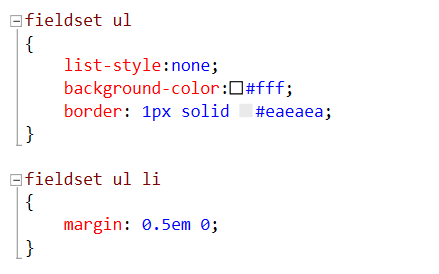 fieldset ul
{
list-style:none;
background-color:#fff;
border: 1px solid #eaeaea;
}
fieldset ul li
{
margin: 0.5em 0;
}